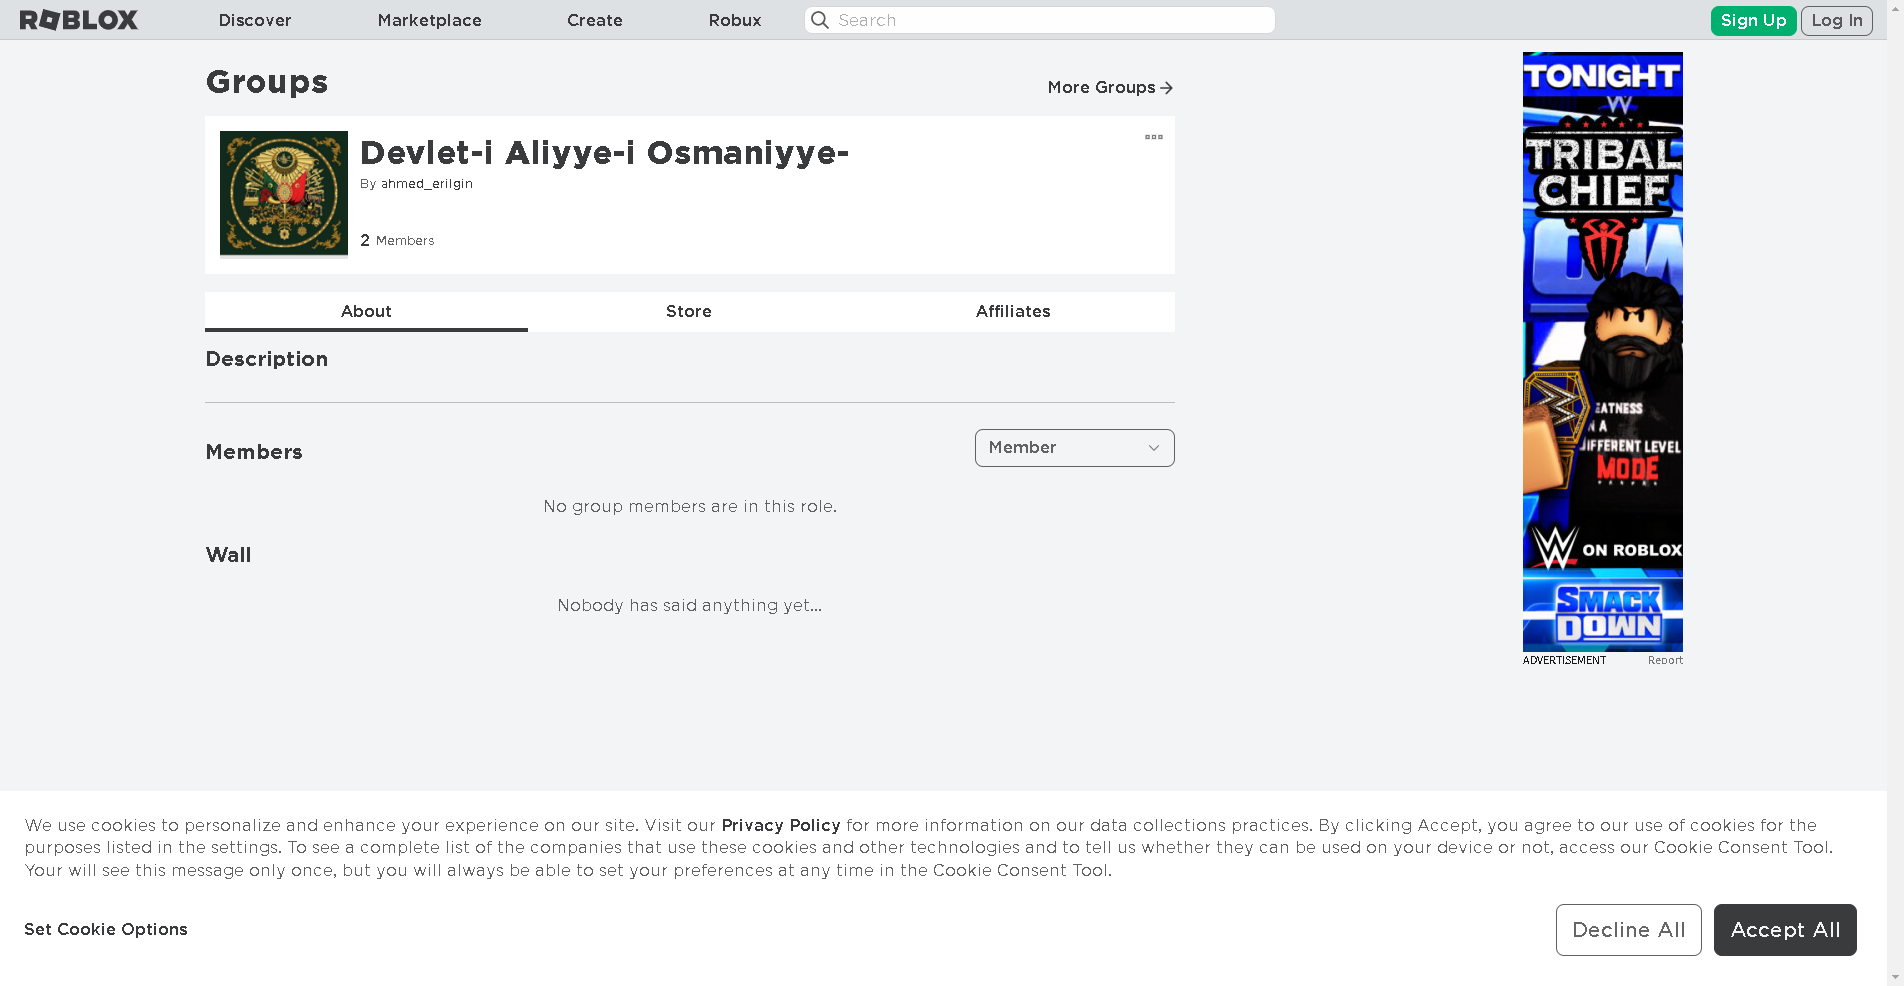 ROBLOX
Discover
Marketplace
Create
Robux
Search
Sign Up
Log In
Groups
More Groups
Devlet-i Aliyye-i Osmaniyye-
By ahmed_erilgin
2 Members
About
Store
Affiliates
Description
Members
Member
No group members are in this role.
Wall
Nobody has said anything yet...
TONIGHT
TRIBAL
CHIEF
EATNESS
N A
IFFERENT LEVEL
MODE
ON ROBLOX
SMACK
DOWN
ADVERTISEMENT
Report
We use cookies to personalize and enhance your experience on our site. Visit our Privacy Policy for more information on our data collections practices. By clicking Accept, you agree to our use of cookies for the
purposes listed in the settings. To see a complete list of the companies that use these cookies and other technologies and to tell us whether they can be used on your device or not, access our Cookie Consent Tool.
Your will see this message only once, but you will always be able to set your preferences at any time in the Cookie Consent Tool.
Set Cookie Options
Decline All
Accept All